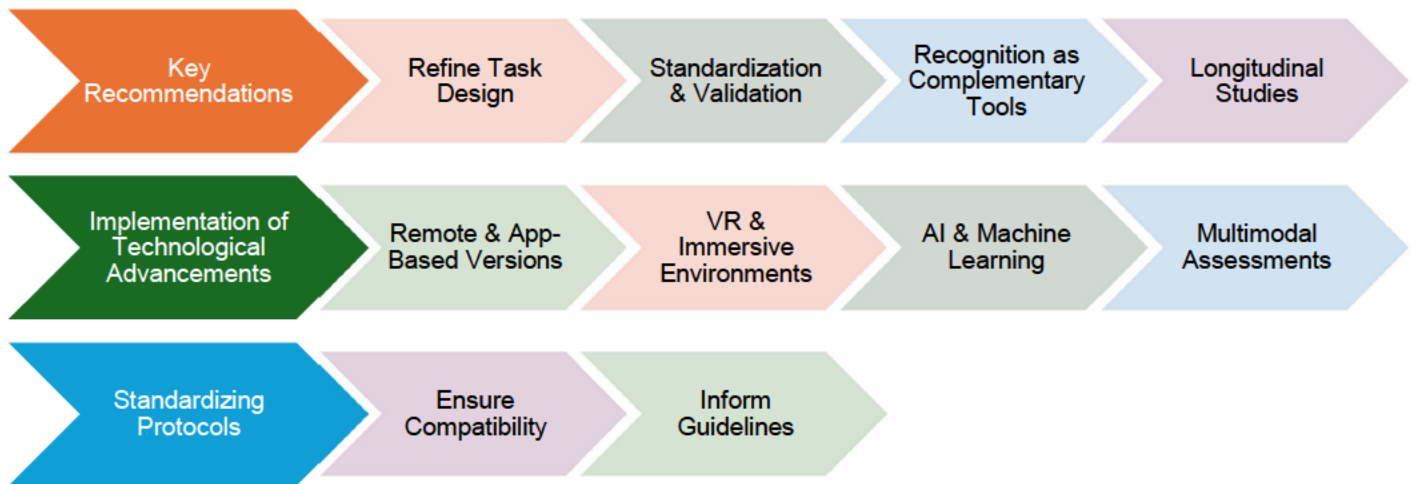 Key
Recommendations
Refine Task
Design
Standardization
& Validation
Recognition as
Complementary
Tools
Longitudinal
Studies
Implementation of
Technological
Advancements
Remote & App-
Based Versions
VR &
Immersive
Environments
AI & Machine
Learning
Multimodal
Assessments
Standardizing
Protocols
Ensure
Compatibility
Inform
Guidelines